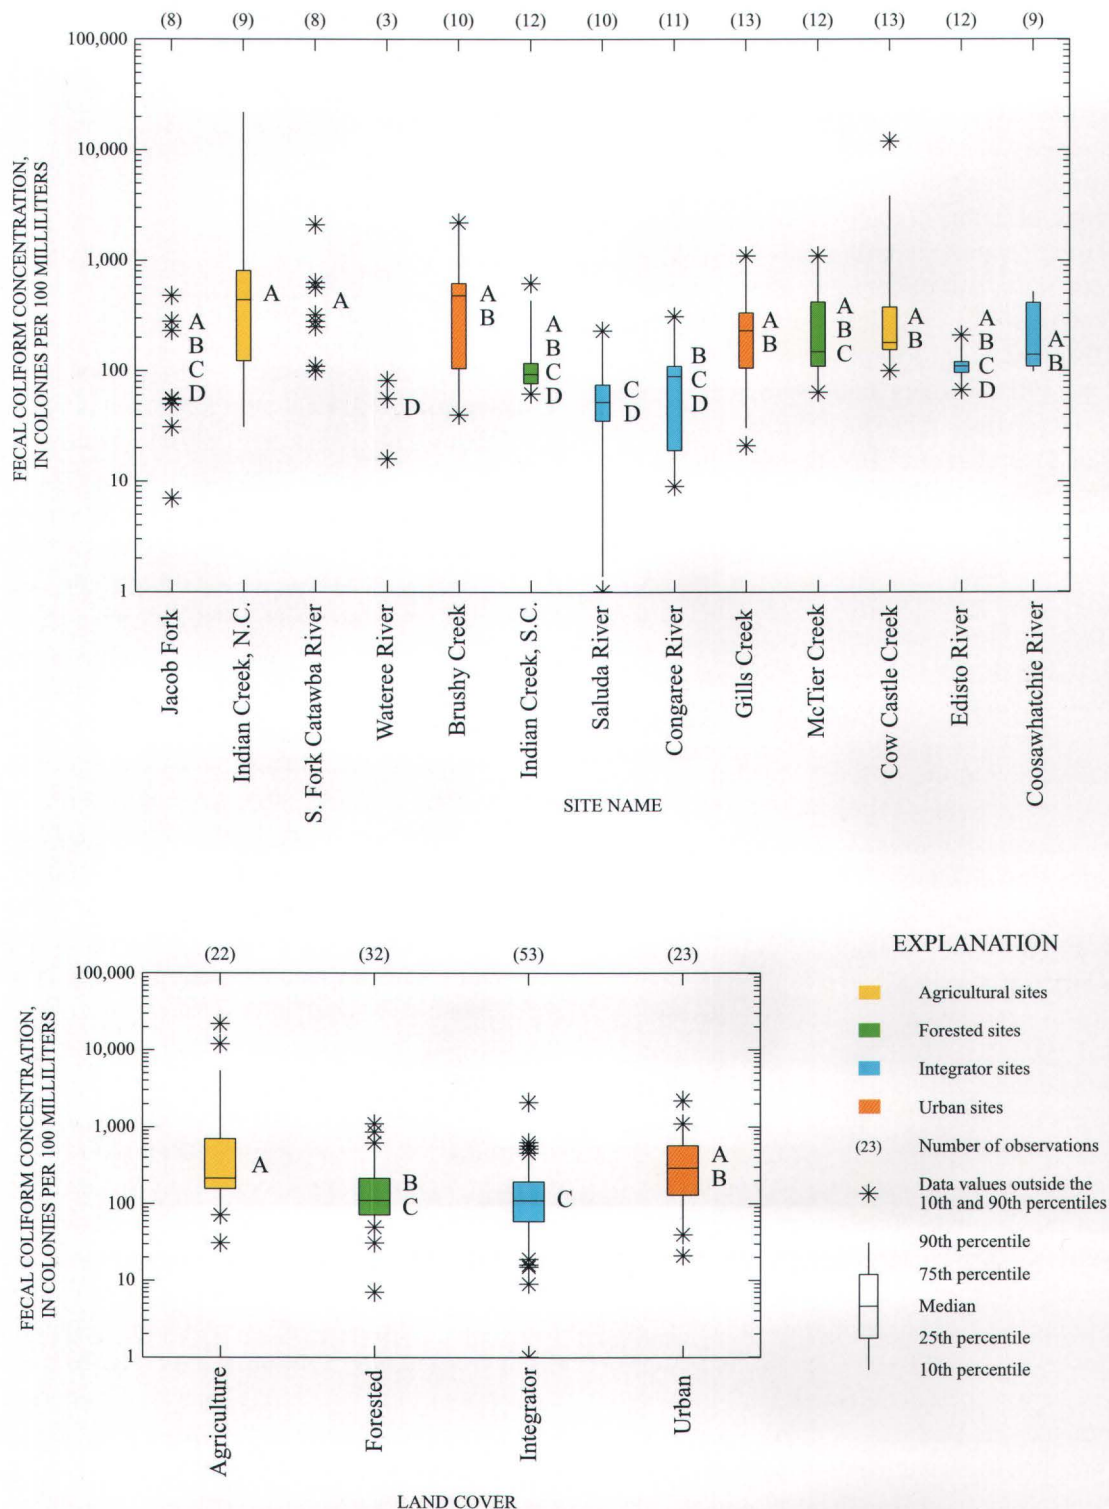 (8) (9) (8) (3) (10) (12) (10) (11) (13) (12) (13) (12) (9)
FECAL COLIFORM CONCENTRATION,
IN COLONIES PER 100 MILLILITERS
100,000
10,000
1,000
100
10
1
A
B
C
D
A
A
D
A
B
A
B
C
D
C
D
B
C
D
A
B
A
B
C
A
B
A
B
C
D
A
B
Jacob Fork
Indian Creek, N.C.
S. Fork Catawba River
Wateree River
Brushy Creek
Indian Creek, S.C.
Saluda River
Congaree River
Gills Creek
McTier Creek
Cow Castle Creek
Edisto River
Coosawhatchie River
SITE NAME
(22) (32) (53) (23)
FECAL COLIFORM CONCENTRATION,
IN COLONIES PER 100 MILLILITERS
100,000
10,000
1,000
100
10
1
A
B
C
C
A
B
Agriculture
Forested
Integrator
Urban
LAND COVER
EXPLANATION
Agricultural sites
Forested sites
Integrator sites
Urban sites
(23) Number of observations
Data values outside the
10th and 90th percentiles
90th percentile
75th percentile
Median
25th percentile
10th percentile